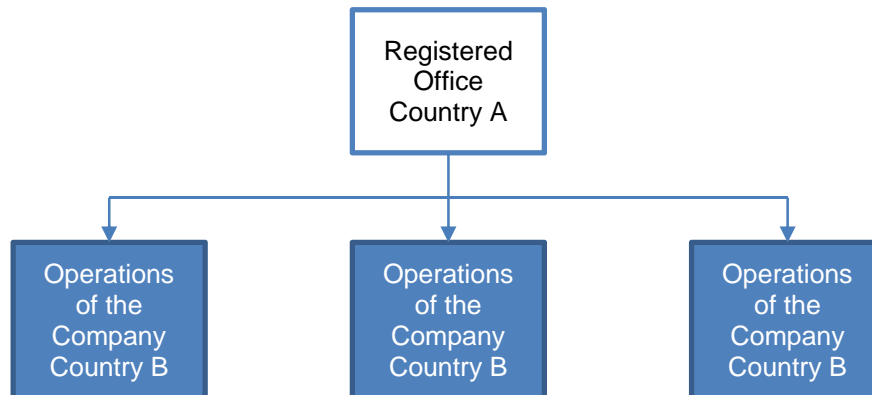 Registered
Office
Country A
Operations
of the
Company
Country B
Operations
of the
Company
Country B
Operations
of the
Company
Country B